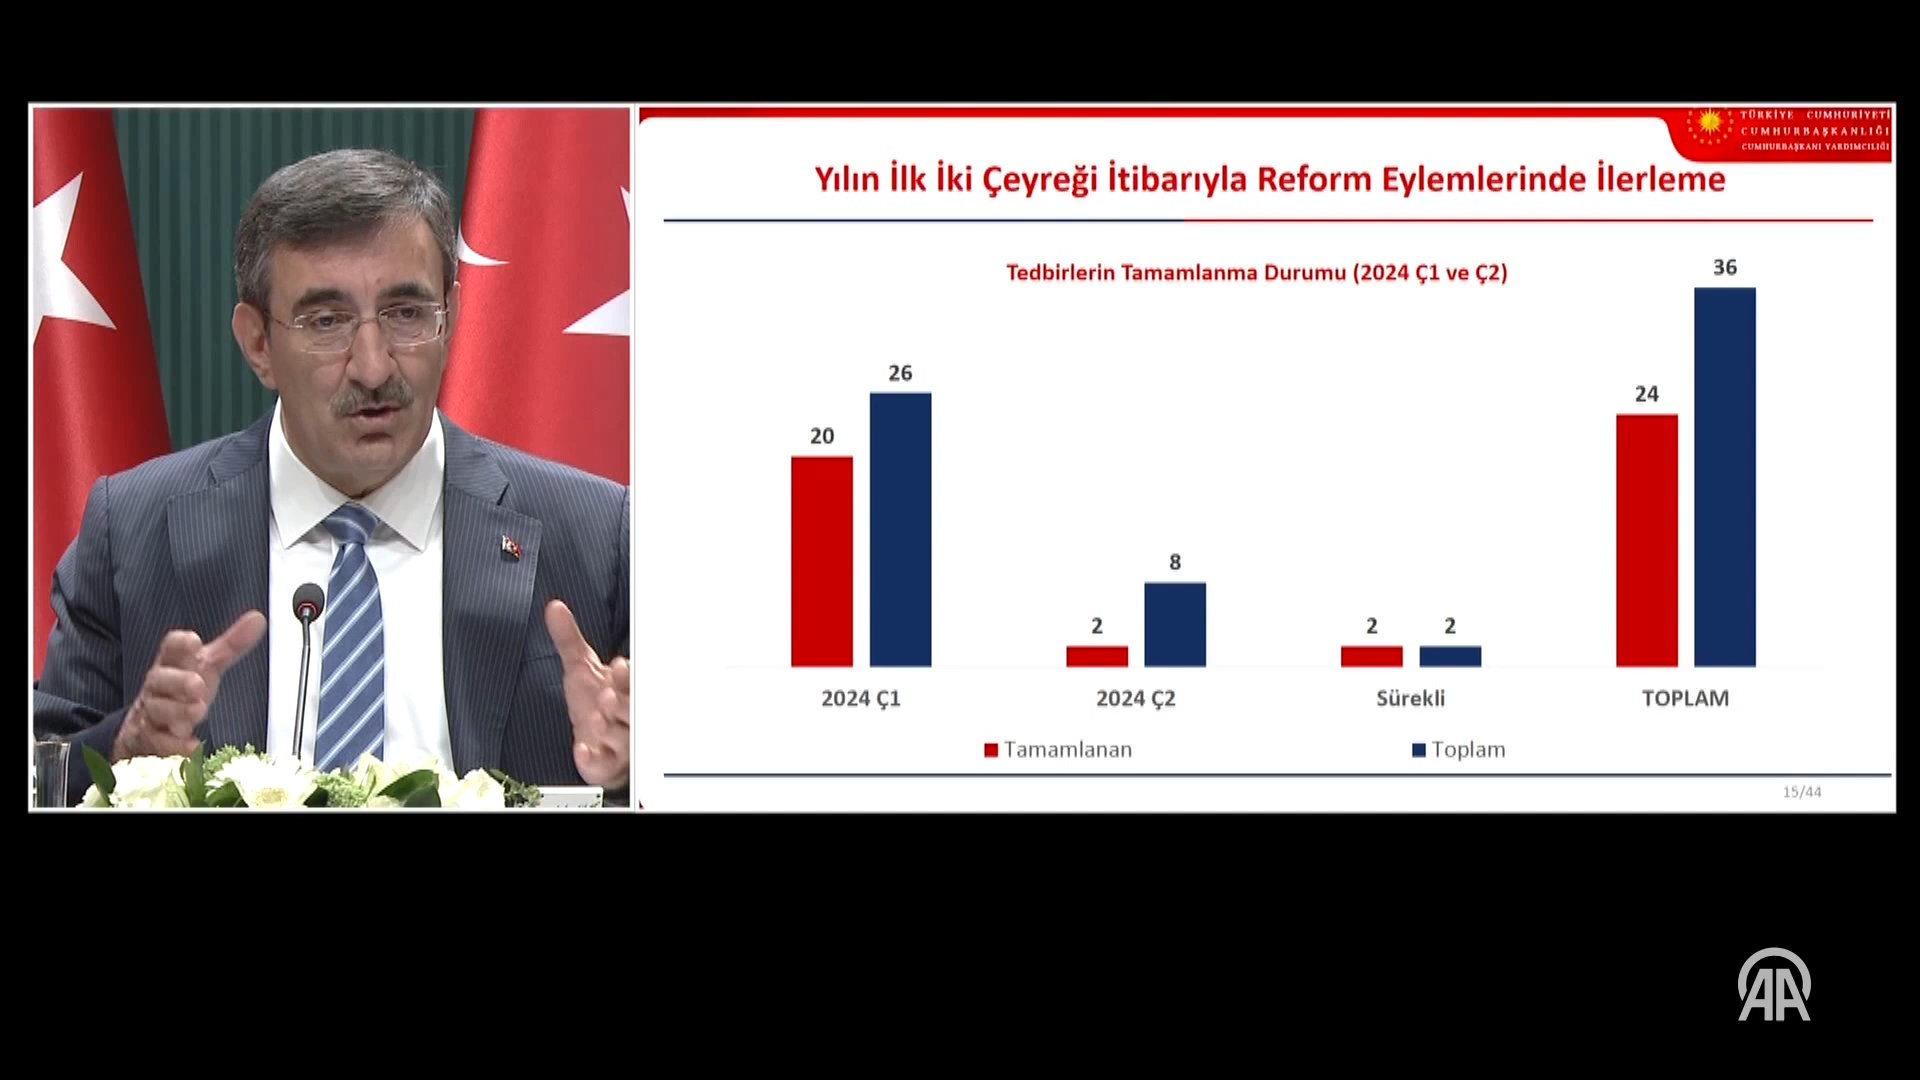 TÜRKİYE CUMHURİYETİ
CUMHURBAŞKANLIĞI
CUMHURBAŞKANI YARDIMCILIĞI
Yılın İlk İki Çeyreği İtibarıyla Reform Eylemlerinde İlerleme
Tedbirlerin Tamamlanma Durumu (2024 Ç1 ve Ç2)
20 26 2 8 2 2 24 36
2024 Ç1 2024 Ç2 Sürekli TOPLAM
Tamamlanan Toplam
15/44
AA